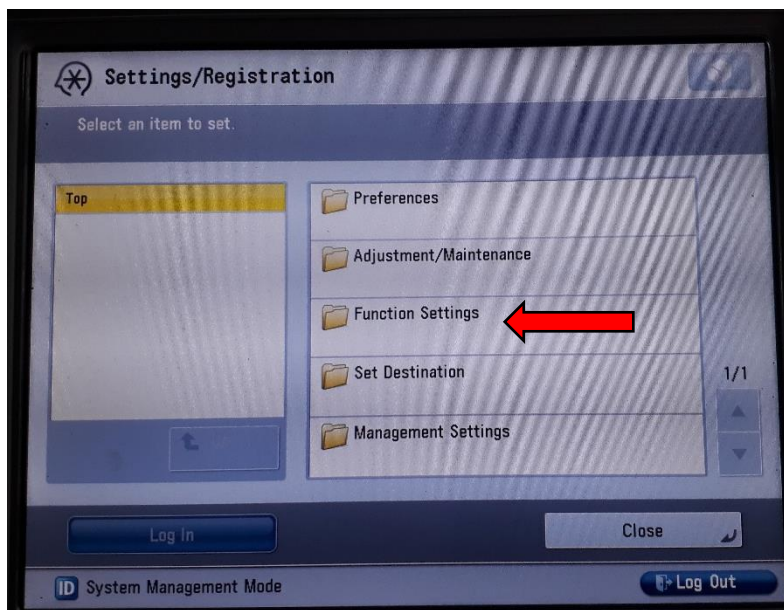 Settings/Registration
Select an item to set.
Top
Preferences
Adjustment/Maintenance
Function Settings
Set Destination
1/1
Management Settings
Log In
Close
ID System Management Mode
Log Out